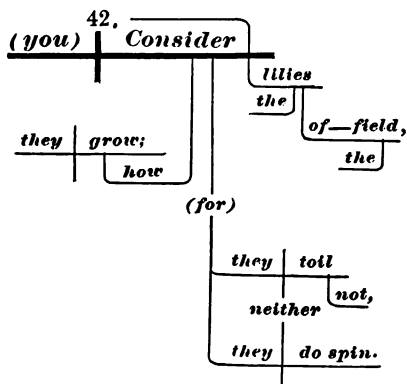 42.
(you) Consider
lilies
the
of—field,
the
they grow;
how
(for)
they toil
not,
neither
they do spin.